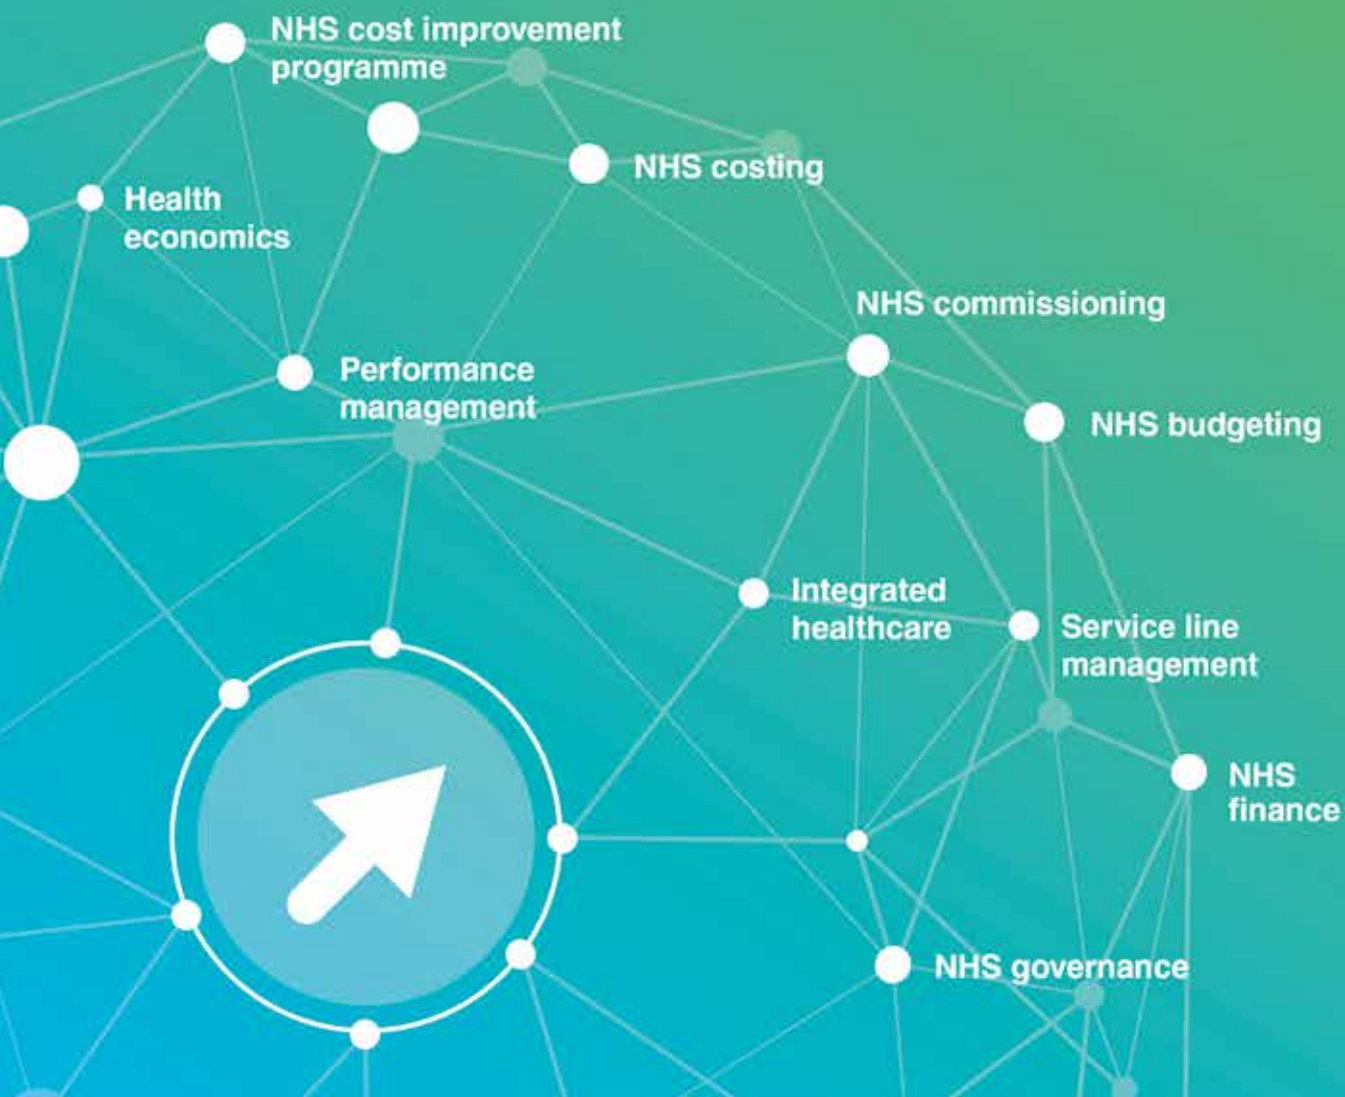 NHS cost improvement
programme
NHS costing
Health
economics
NHS commissioning
Performance
management
NHS budgeting
Integrated
healthcare
Service line
management
NHS
finance
NHS governance